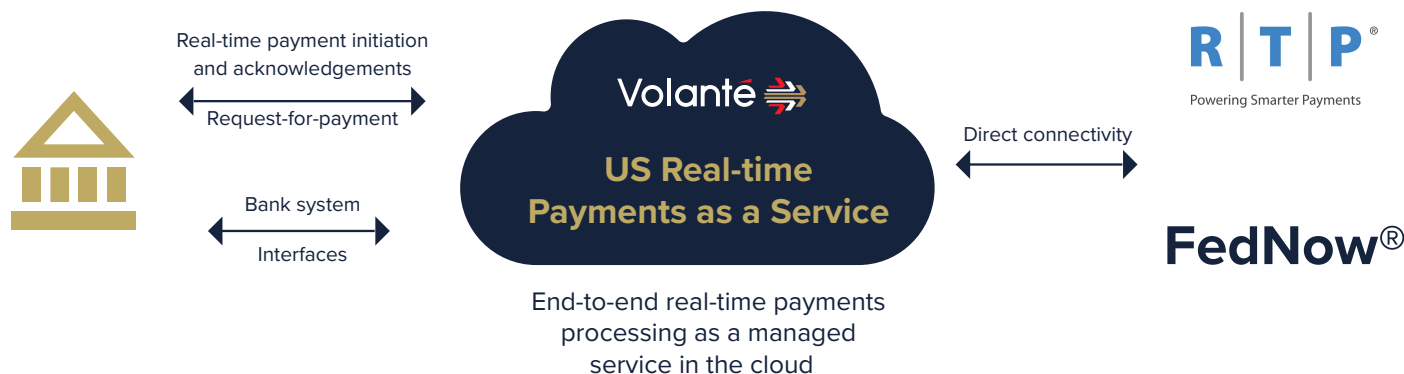 Real-time payment initiation
and acknowledgements
Request-for-payment
Bank system
Interfaces
Volanté
US Real-time
Payments as a Service
End-to-end real-time payments
processing as a managed
service in the cloud
Direct connectivity
R|T|P®
Powering Smarter Payments
FedNow®